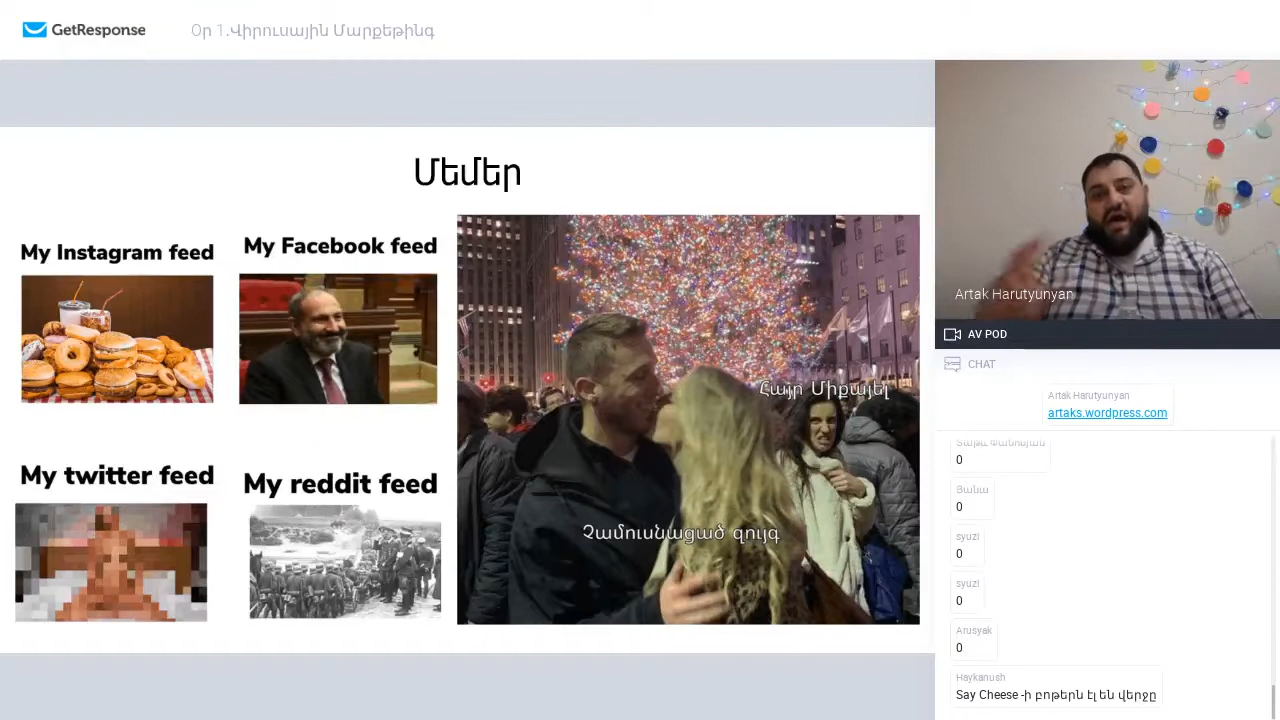 GetResponse
Օր 1.Վիրուսային Մարքեթինգ
Մեմեր
My Instagram feed
My Facebook feed
My twitter feed
My reddit feed
Հայր Միքայել
Չամուսնացած զույգ
Artak Harutyunyan
AV POD
CHAT
Artak Harutyunyan
artaks.wordpress.com
0
Յանա
0
syuzi
0
syuzi
0
Arusyak
0
Haykanush
Say Cheese -ի բոթերն էլ են վերջը